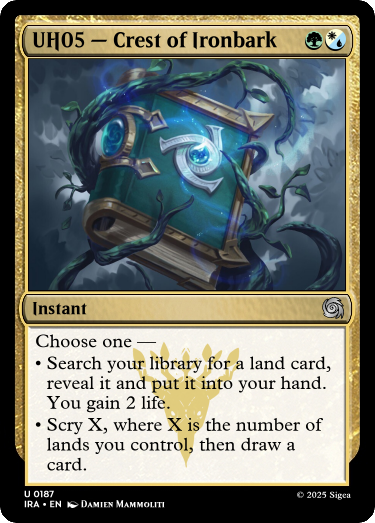 UH05 — Crest of Ironbark
Instant
Choose one —
• Search your library for a land card,
reveal it and put it into your hand.
You gain 2 life.
• Scry X, where X is the number of
lands you control, then draw a
card.
U 0187
IRA • EN Damien Mammoliti
© 2025 Sigea